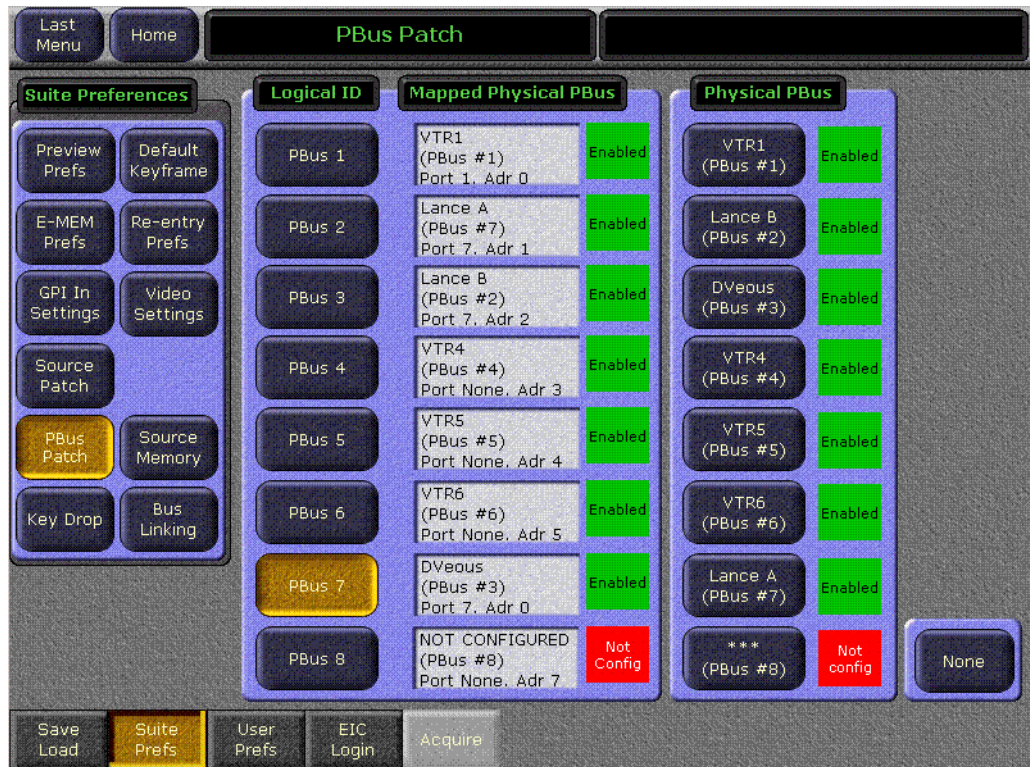 Last
Menu
Home
PBus Patch
Suite Preferences
Preview
Prefs
Default
Keyframe
E-MEM
Prefs
Re-entry
Prefs
GPI In
Settings
Video
Settings
Source
Patch
PBus
Patch
Source
Memory
Key Drop
Bus
Linking
Logical ID
Mapped Physical PBus
PBus 1
VTR1
(PBus #1)
Port 1. Adr 0
Enabled
PBus 2
Lance A
(PBus #7)
Port 7. Adr 1
Enabled
PBus 3
Lance B
(PBus #2)
Port 7. Adr 2
Enabled
PBus 4
VTR4
(PBus #4)
Port None. Adr 3
Enabled
PBus 5
VTR5
(PBus #5)
Port None. Adr 4
Enabled
PBus 6
VTR6
(PBus #6)
Port None. Adr 5
Enabled
PBus 7
DVeous
(PBus #3)
Port 7. Adr 0
Enabled
PBus 8
NOT CONFIGURED
(PBus #8)
Port None. Adr 7
Not
Config
Physical PBus
VTR1
(PBus #1)
Enabled
Lance B
(PBus #2)
Enabled
DVeous
(PBus #3)
Enabled
VTR4
(PBus #4)
Enabled
VTR5
(PBus #5)
Enabled
VTR6
(PBus #6)
Enabled
Lance A
(PBus #7)
Enabled
***
(PBus #8)
Not
config
None
Save
Load
Suite
Prefs
User
Prefs
EIC
Login
Acquire